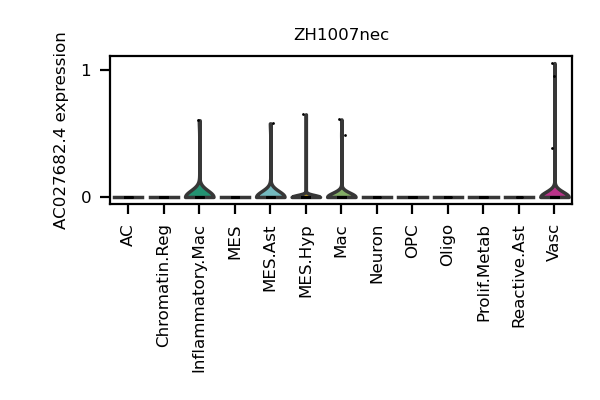 ZH1007nec
AC027682.4 expression
1
0
AC
Chromatin.Reg
Inflammatory.Mac
MES
MES.Ast
MES.Hyp
Mac
Neuron
OPC
Oligo
Prolif.Metab
Reactive.Ast
Vasc